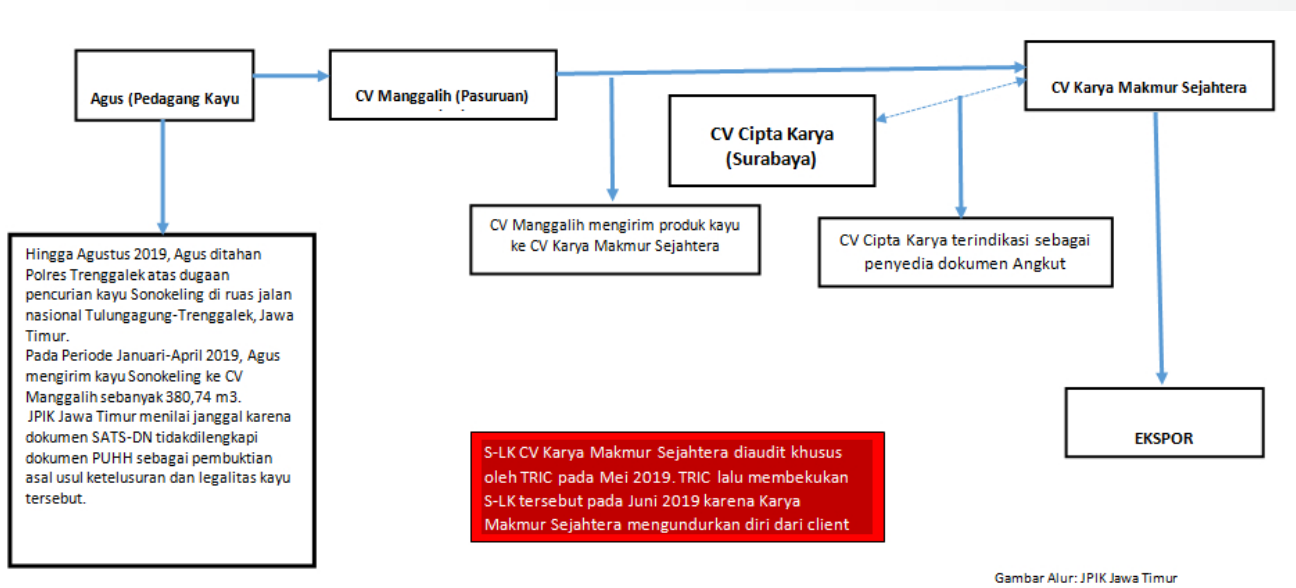 Agus (Pedagang Kayu
CV Manggalih (Pasuruan)
CV Cipta Karya
(Surabaya)
CV Karya Makmur Sejahtera
CV Manggalih mengirim produk kayu
ke CV Karya Makmur Sejahtera
CV Cipta Karya terindikasi sebagai
penyedia dokumen Angkut
Hingga Agustus 2019, Agus ditahan
Polres Trenggalek atas dugaan
pencurian kayu Sonokeling di ruas jalan
nasional Tulungagung-Trenggalek, Jawa
Timur.
Pada Periode Januari-April 2019, Agus
mengirim kayu Sonokeling ke CV
Manggalih sebanyak 380,74 m3.
JPIK Jawa Timur menilai janggal karena
dokumen SATS-DN tidakdilengkapi
dokumen PUHH sebagai pembuktian
asal usul ketelusuran dan legalitas kayu
tersebut.
EKSPOR
S-LK CV Karya Makmur Sejahtera diaudit khusus
oleh TRIC pada Mei 2019. TRIC lalu membekukan
S-LK tersebut pada Juni 2019 karena Karya
Makmur Sejahtera mengundurkan diri dari client
Gambar Alur: JPIK Jawa Timur